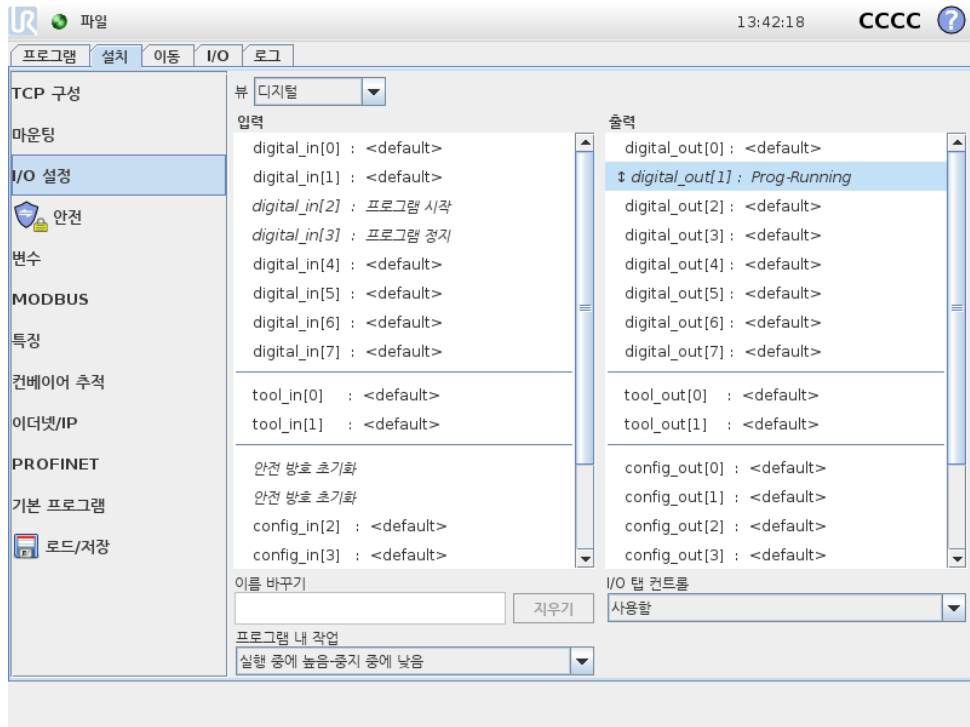 UR 파일 13:42:18 CCCC ?
프로그램 설치 이동 I/O 로그
TCP 구성
마운팅
I/O 설정
안전
변수
MODBUS
특징
컨베이어 추적
이더넷/IP
PROFINET
기본 프로그램
로드/저장
뷰 디지털
입력
digital_in[0] : <default>
digital_in[1] : <default>
digital_in[2] : 프로그램 시작
digital_in[3] : 프로그램 정지
digital_in[4] : <default>
digital_in[5] : <default>
digital_in[6] : <default>
digital_in[7] : <default>
tool_in[0] : <default>
tool_in[1] : <default>
안전 방호 초기화
안전 방호 초기화
config_in[2] : <default>
config_in[3] : <default>
출력
digital_out[0] : <default>
↕ digital_out[1] : Prog-Running
digital_out[2] : <default>
digital_out[3] : <default>
digital_out[4] : <default>
digital_out[5] : <default>
digital_out[6] : <default>
digital_out[7] : <default>
tool_out[0] : <default>
tool_out[1] : <default>
config_out[0] : <default>
config_out[1] : <default>
config_out[2] : <default>
config_out[3] : <default>
이름 바꾸기
지우기
프로그램 내 작업
실행 중에 높음-중지 중에 낮음
I/O 탭 컨트롤
사용함